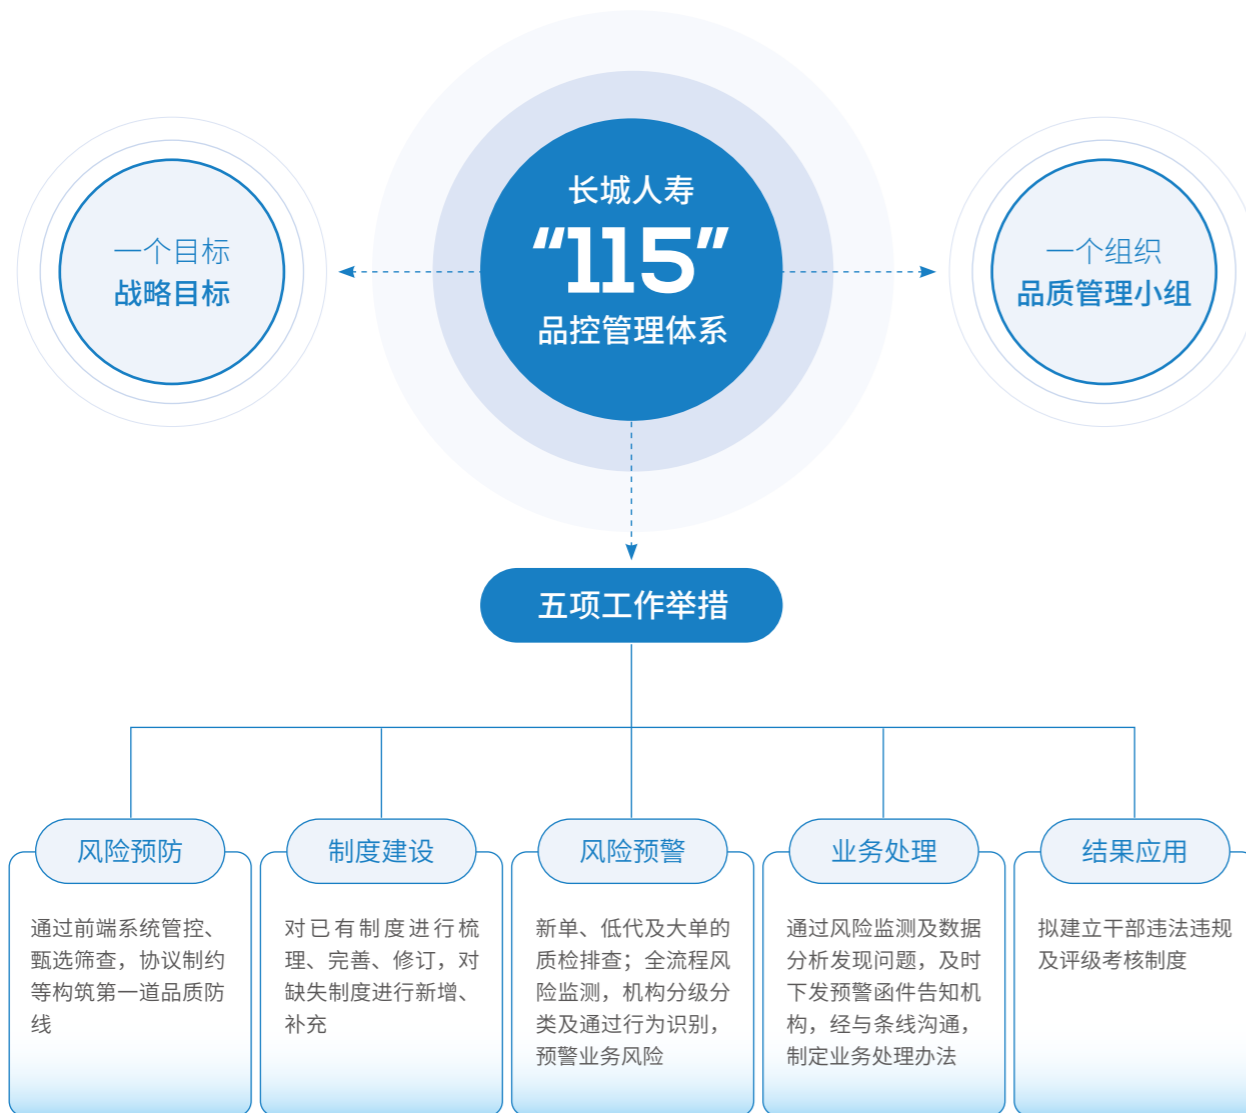 长城人寿
“115”
品控管理体系
一个目标
战略目标
一个组织
品质管理小组
五项工作举措
风险预防
通过前端系统管控、
甄选筛查，协议制约
等构筑第一道品质防
线
制度建设
对已有制度进行梳
理、完善、修订，对
缺失制度进行新增、
补充
风险预警
新单、低代及大单的
质检排查；全流程风
险监测，机构分级分
类及通过行为识别，
预警业务风险
业务处理
通过风险监测及数据
分析发现问题，及时
下发预警函件告知机
构，经与条线沟通，
制定业务处理办法
结果应用
拟建立干部违法违规
及评级考核制度